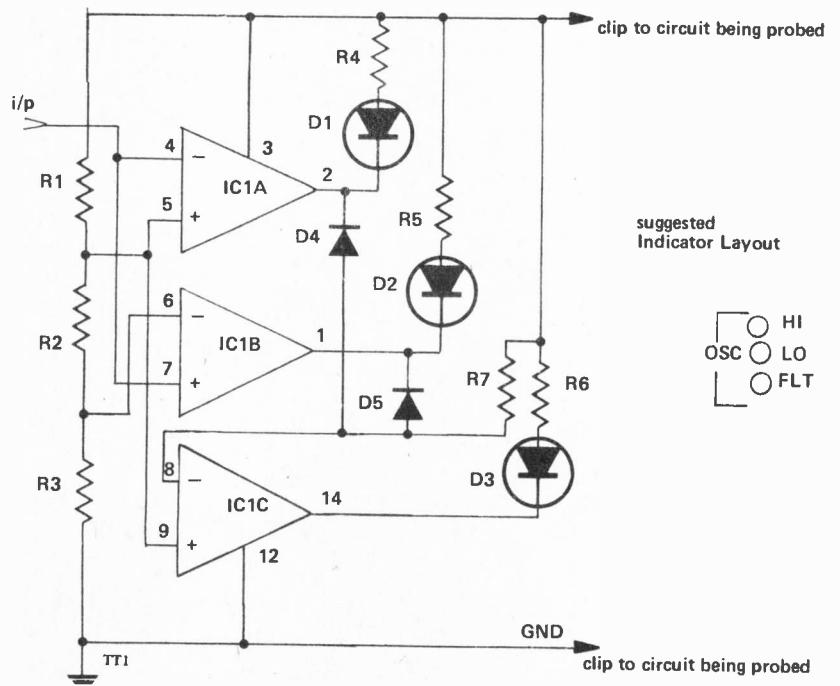 clip to circuit being probed
R4
i/p
D1
4
−
3
2
IC1A
R1
5
+
D4
R5
suggested
Indicator Layout
D2
6
−
R2
IC1B
1
7
+
R7
R6
D5
HI
OSC
LO
FLT
R3
8
−
IC1C
14
D3
9
+
12
GND
TT1
clip to circuit being probed